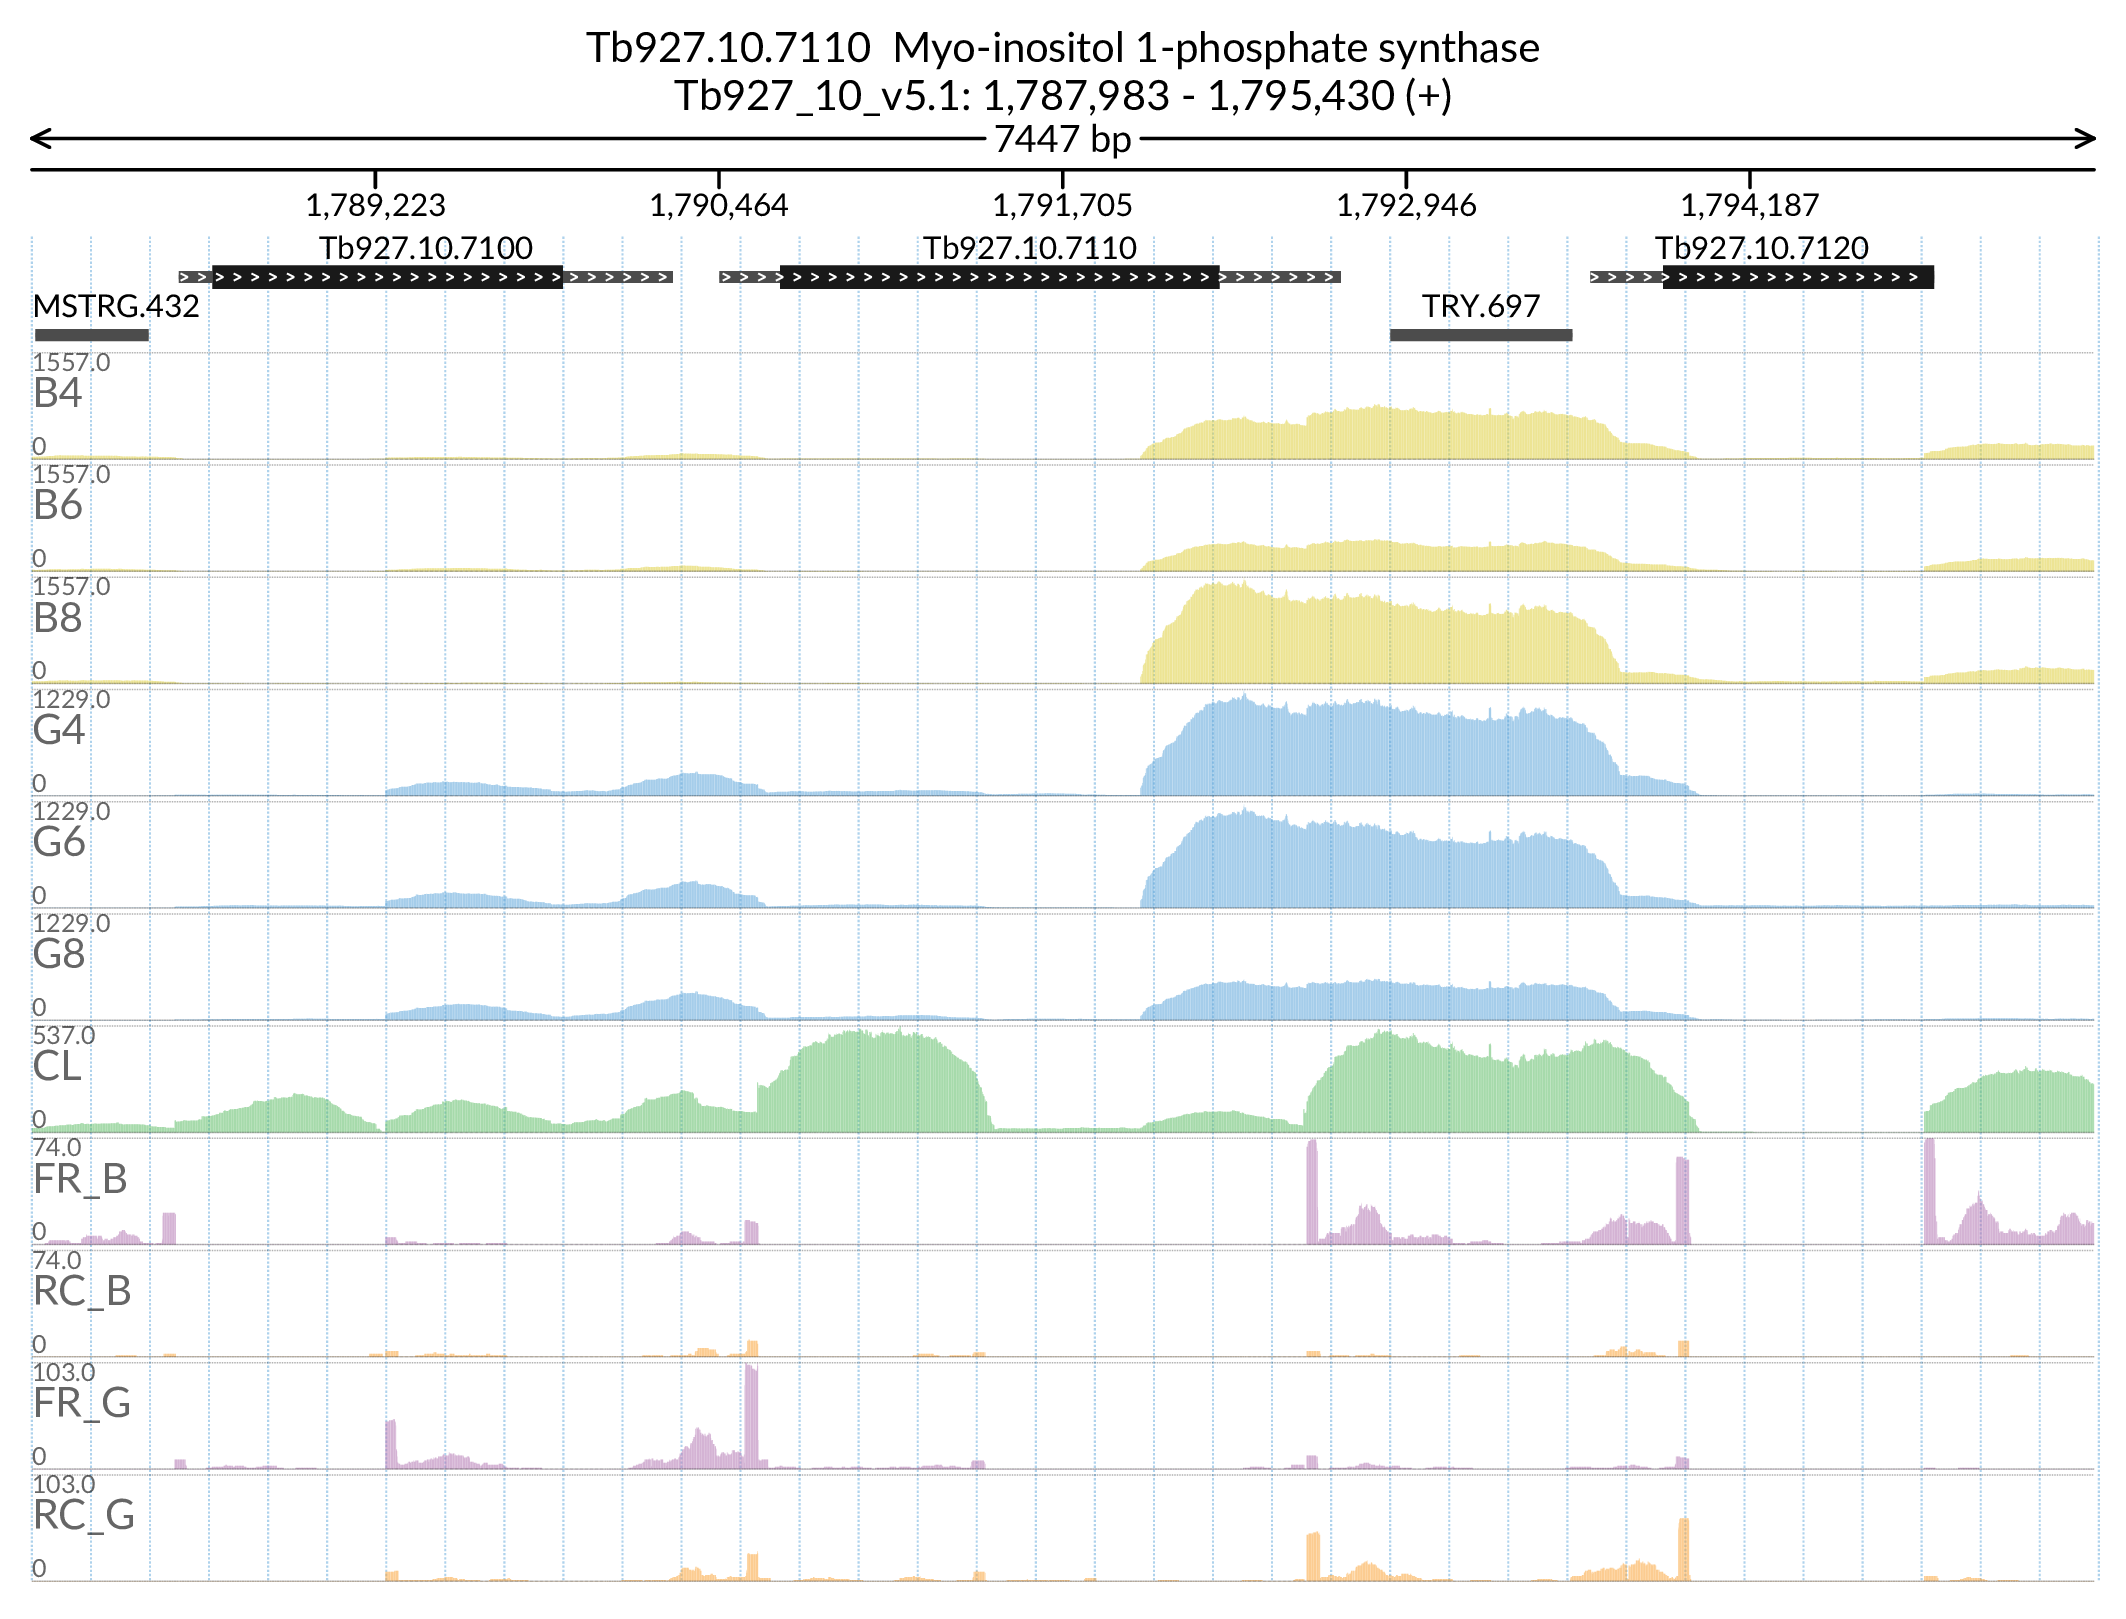 Tb927.10.7110  Myo-inositol 1-phosphate synthase
Tb927_10_v5.1: 1,787,983 - 1,795,430 (+)
7447 bp
1,789,223 1,790,464 1,791,705 1,792,946 1,794,187
Tb927.10.7100 Tb927.10.7110 Tb927.10.7120
MSTRG.432 TRY.697
1557.0
B4
0
1557.0
B6
0
1557.0
B8
0
1229.0
G4
0
1229.0
G6
0
1229.0
G8
0
537.0
CL
0
74.0
FR_B
0
74.0
RC_B
0
103.0
FR_G
0
103.0
RC_G
0